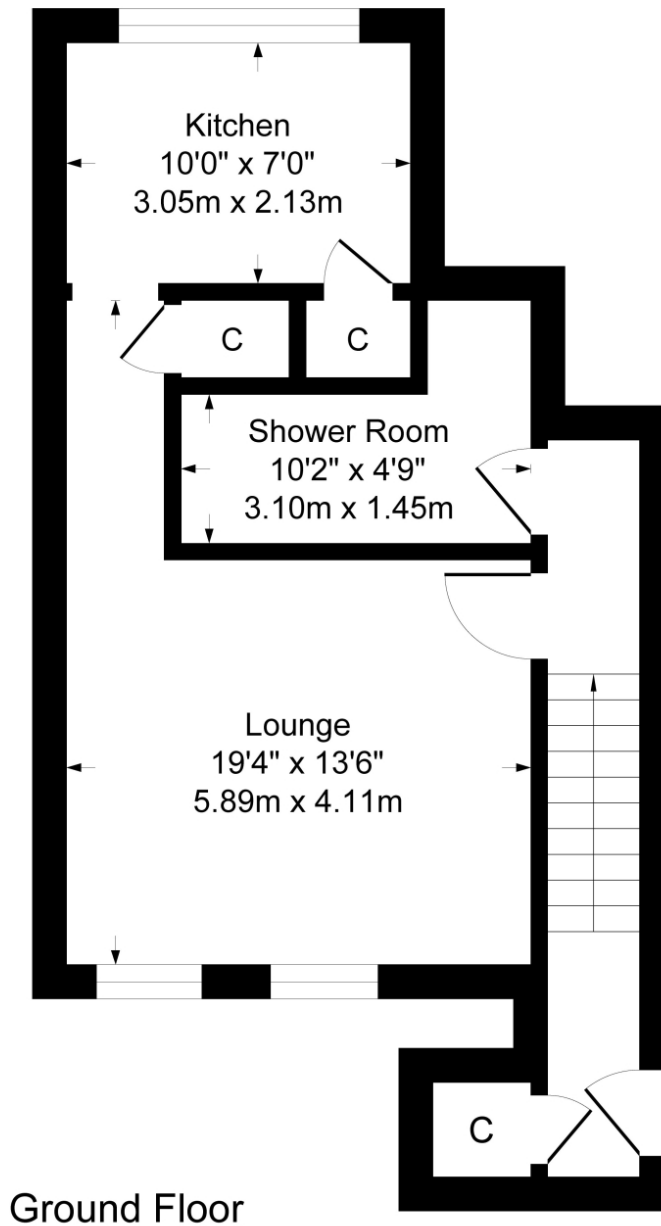 Kitchen
10'0" x 7'0"
3.05m x 2.13m
C
C
Shower Room
10'2" x 4'9"
3.10m x 1.45m
Lounge
19'4" x 13'6"
5.89m x 4.11m
C
Ground Floor